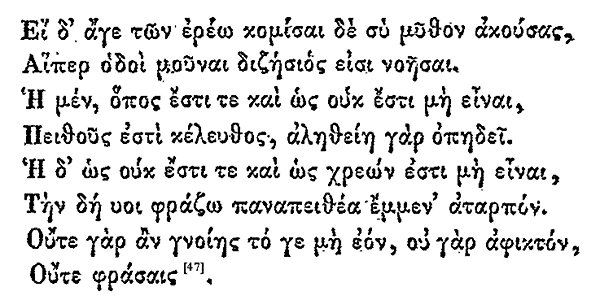 Εἴ δ' ἄγε τῶν ἐρέω κομίσαι δὲ σὺ μῦθον ἀκούσας,
Αἵπερ ὁδοὶ μοῦναι διζήσιός εἰσι νοῆσαι.
Ἡ μέν, ὅπος ἔστι τε καὶ ὡς οὐκ ἔστι μὴ εἶναι,
Πειθοῦς ἐστὶ κέλευθος, ἀληθείη γὰρ ὀπηδεῖ.
Ἡ δ' ὡς οὐκ ἔστι τε καὶ ὡς χρεών ἐστι μὴ εἶναι,
Τὴν δή υοι φράζω παναπειθέα ἔμμεν' ἀταρπόν.
Οὔτε γὰρ ἂν γνοίης τό γε μὴ ἐόν, οὐ γὰρ ἀφικτόν,
Οὔτε φράσαις [47].